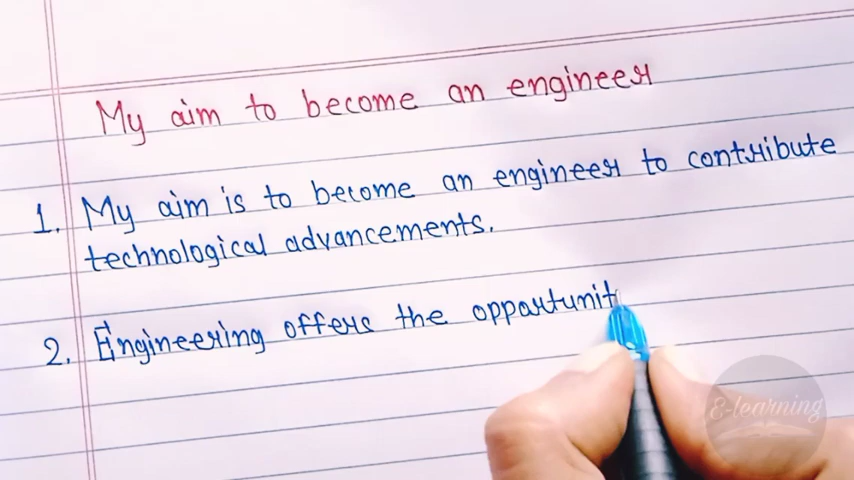 My aim to become an engineer
1. My aim is to become an engineer to contribute
technological advancements.
2. Engineering offers the opportunit
E-learning